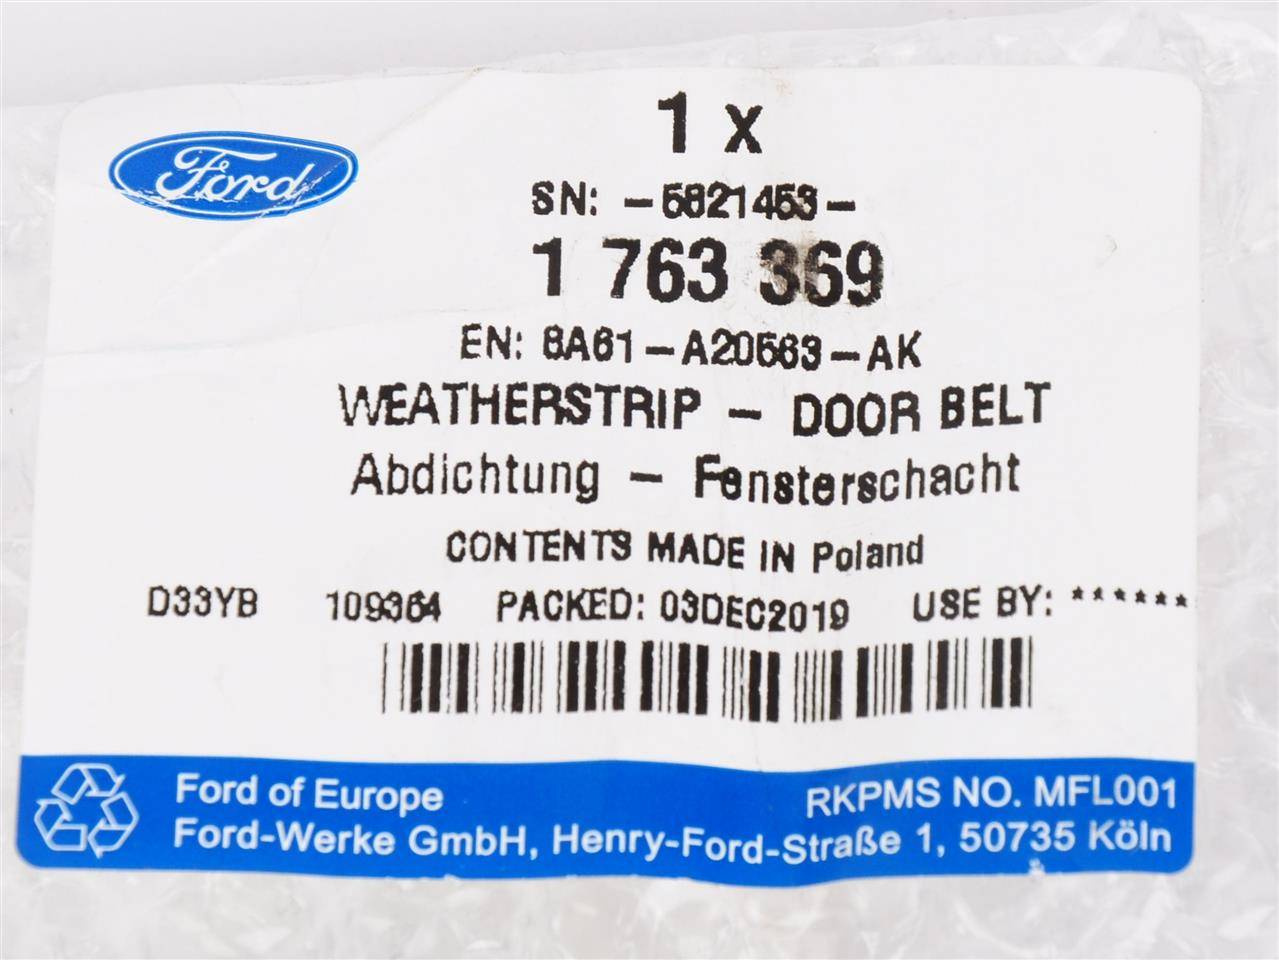 Ford
1 x
SN: -5821453-
1 763 369
EN: 8A61-A20563-AK
WEATHERSTRIP - DOOR BELT
Abdichtung - Fensterschacht
CONTENTS MADE IN Poland
D33YB 109364 PACKED: 03DEC2019 USE BY: ******
Ford of Europe RKPMS NO. MFL001
Ford-Werke GmbH, Henry-Ford-Straße 1, 50735 Köln